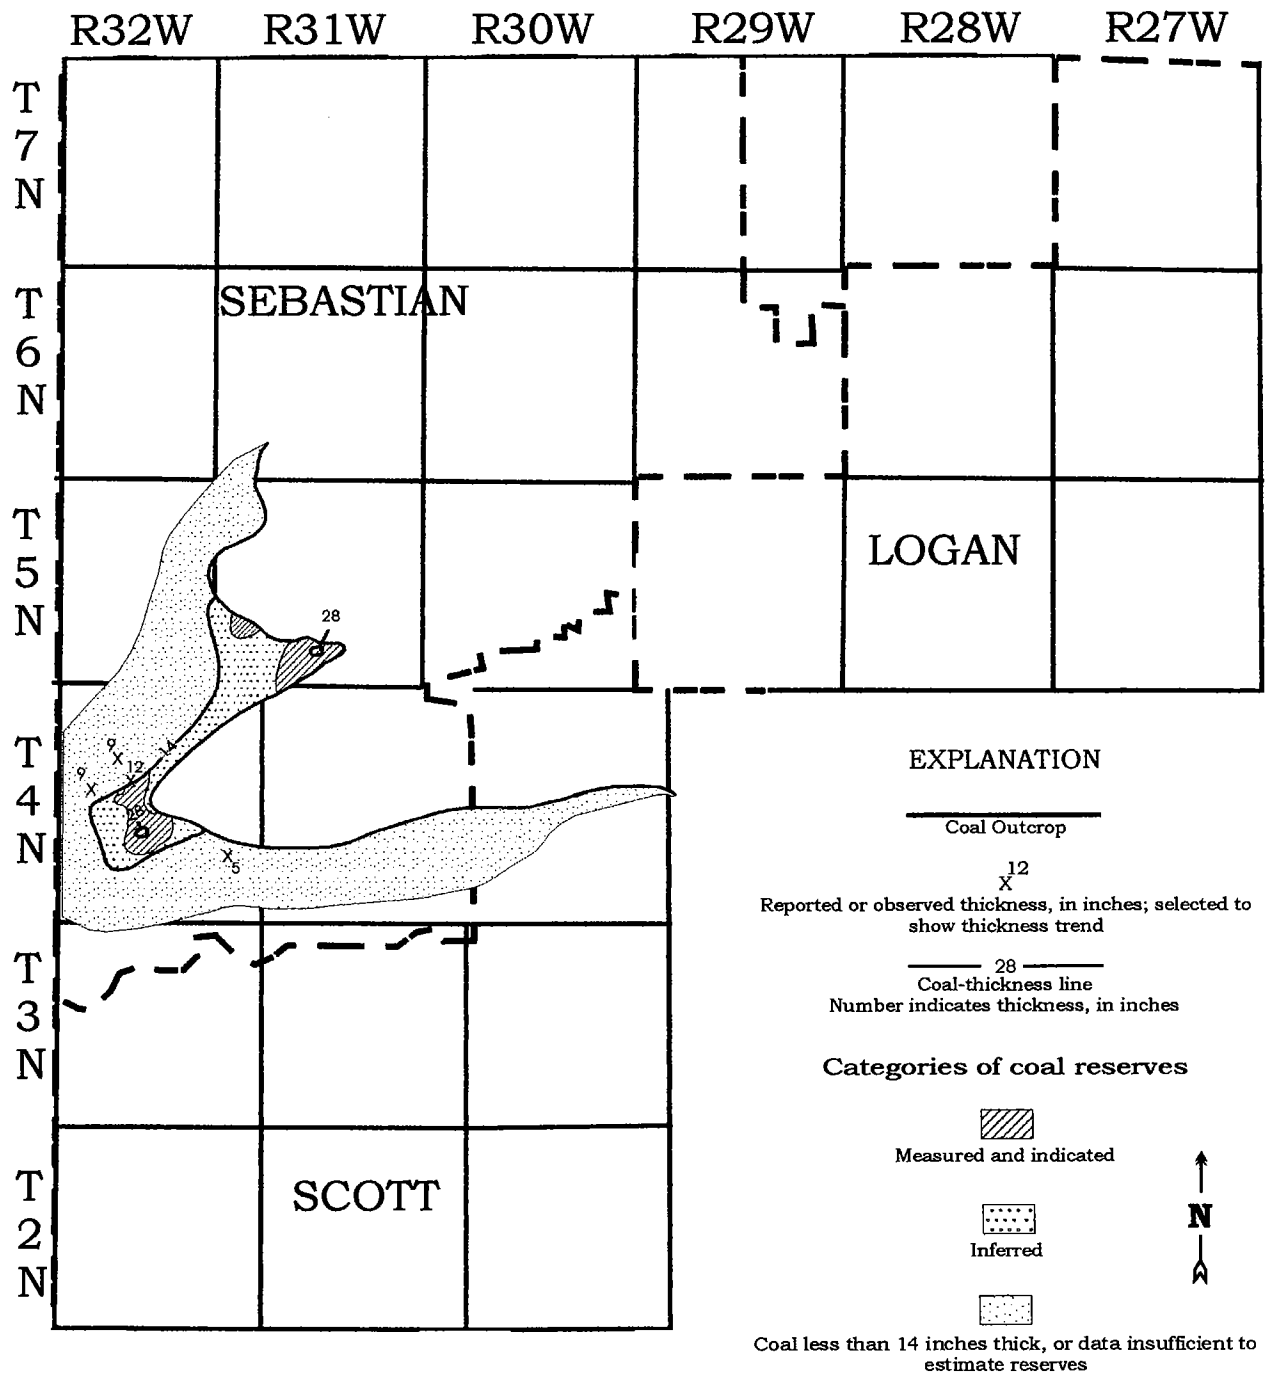 R32W R31W R30W R29W R28W R27W
T
7
N
T
6
N
SEBASTIAN
T
5
N
LOGAN
28
T
4
N
9
X
12
X
14
9
X
28
X
5
T
3
N
T
2
N
SCOTT
EXPLANATION
Coal Outcrop
12
X
Reported or observed thickness, in inches; selected to
show thickness trend
28
Coal-thickness line
Number indicates thickness, in inches
Categories of coal reserves
Measured and indicated
N
Inferred
Coal less than 14 inches thick, or data insufficient to
estimate reserves